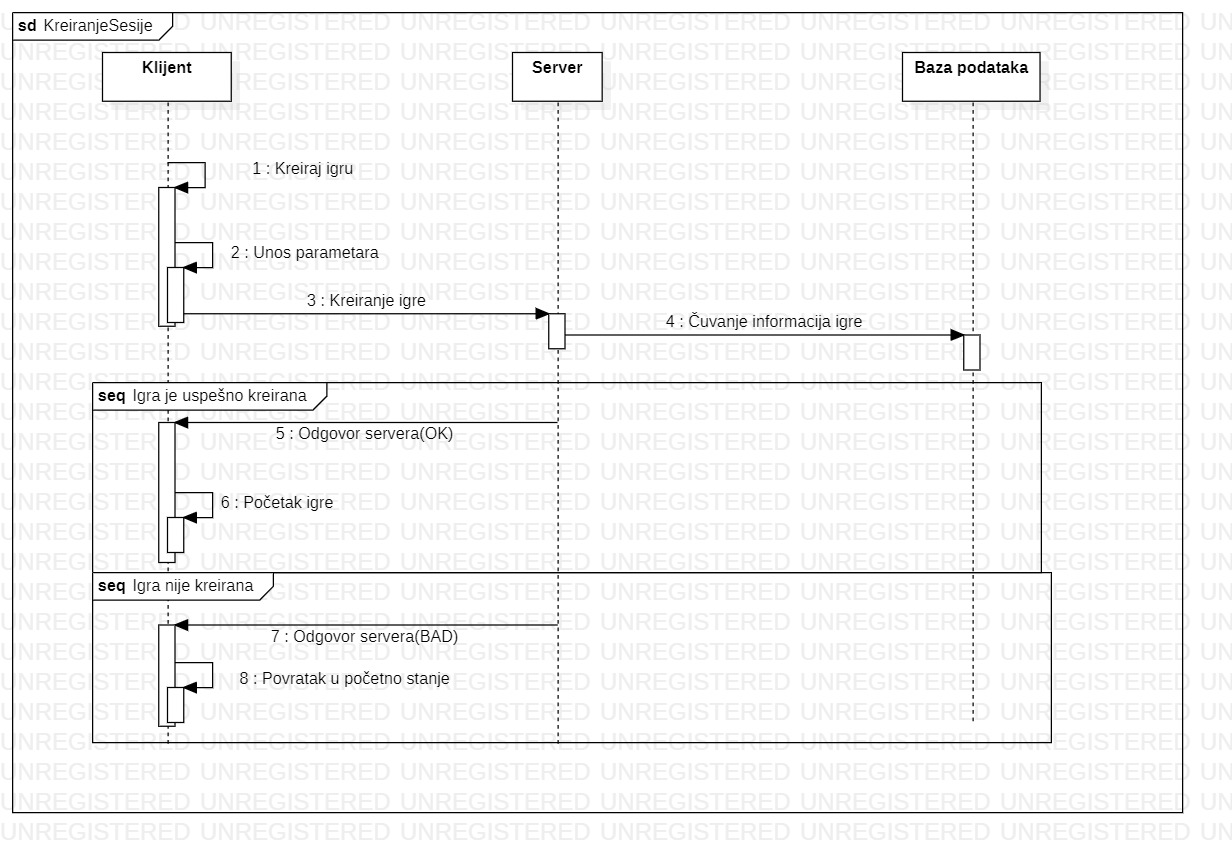 sd KreiranjeSesije
Klijent
Server
Baza podataka
1 : Kreiraj igru
2 : Unos parametara
3 : Kreiranje igre
4 : Čuvanje informacija igre
seq Igra je uspešno kreirana
5 : Odgovor servera(OK)
6 : Početak igre
seq Igra nije kreirana
7 : Odgovor servera(BAD)
8 : Povratak u početno stanje
UNREGISTERED